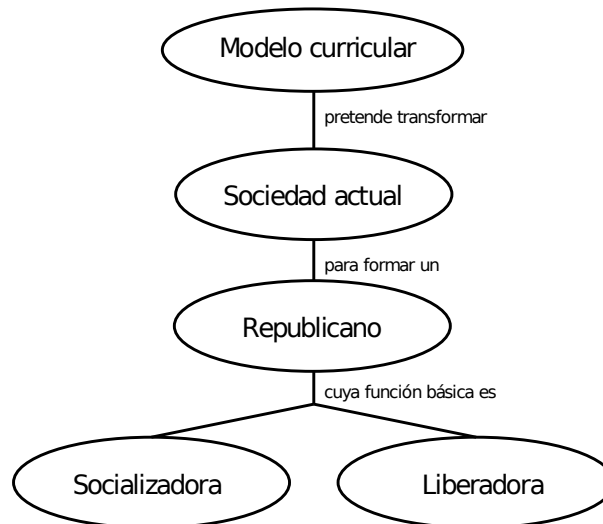 Modelo curricular
pretende transformar
Sociedad actual
para formar un
Republicano
cuya función básica es
Socializadora
Liberadora